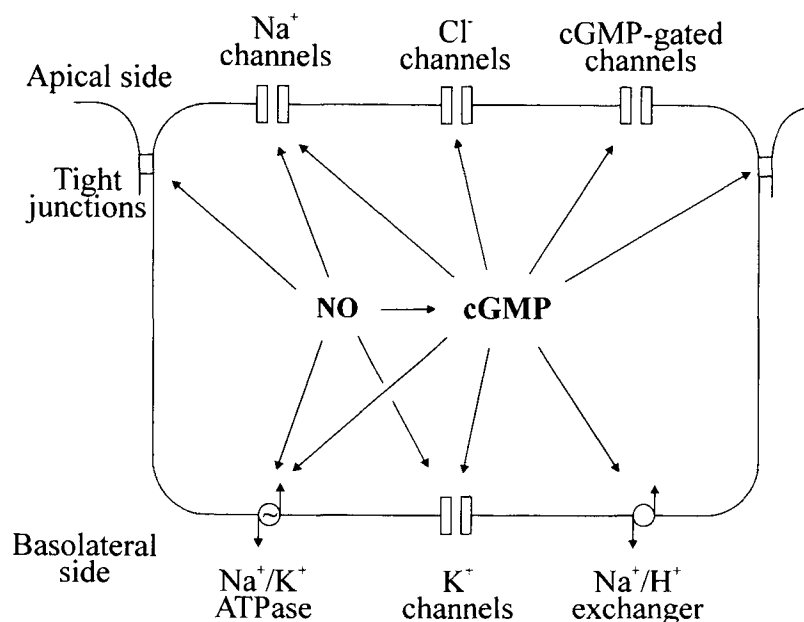 Na⁺ channels
Cl⁻ channels
cGMP-gated channels
Apical side
Tight junctions
NO
cGMP
~
Basolateral side
Na⁺/K⁺ ATPase
K⁺ channels
Na⁺/H⁺ exchanger